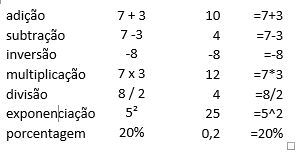 adição 7 + 3 10 =7+3
subtração 7 -3 4 =7-3
inversão -8 -8 =-8
multiplicação 7 x 3 12 =7*3
divisão 8 / 2 4 =8/2
exponenciação 5² 25 =5^2
porcentagem 20% 0,2 =20%